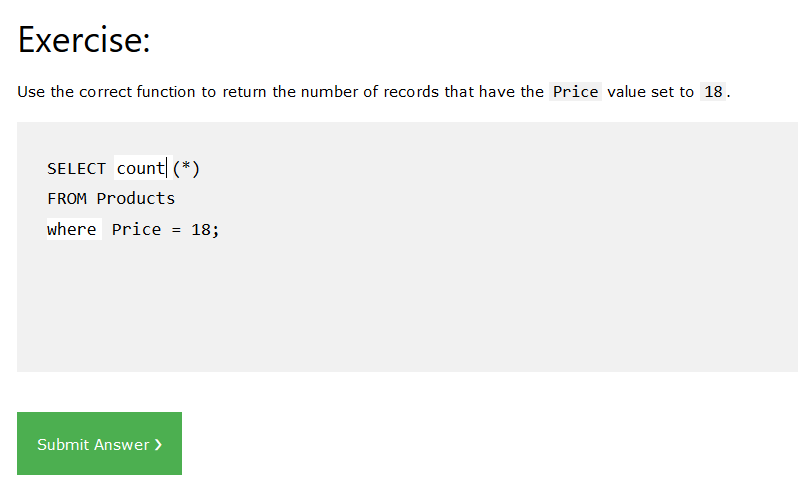 Exercise:
Use the correct function to return the number of records that have the Price value set to 18.
SELECT count(*)
FROM Products
where Price = 18;
Submit Answer ❯